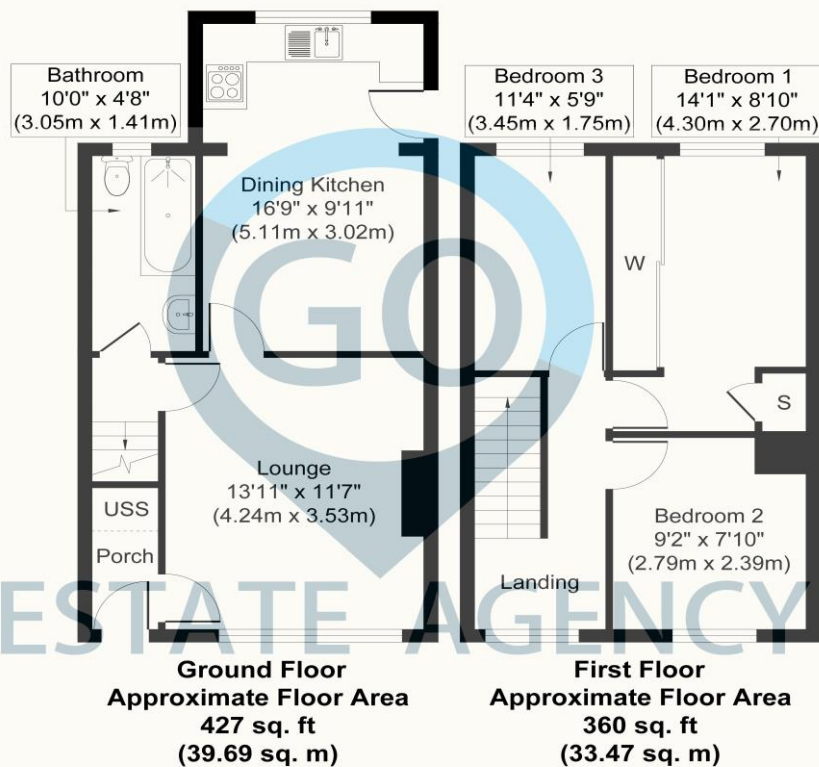 Bathroom
10'0" x 4'8"
(3.05m x 1.41m)
Bedroom 3
11'4" x 5'9"
(3.45m x 1.75m)
Bedroom 1
14'1" x 8'10"
(4.30m x 2.70m)
Dining Kitchen
16'9" x 9'11"
(5.11m x 3.02m)
W
GO
S
Lounge
13'11" x 11'7"
(4.24m x 3.53m)
USS
Porch
Bedroom 2
9'2" x 7'10"
(2.79m x 2.39m)
Landing
ESTATE AGENCY
Ground Floor
Approximate Floor Area
427 sq. ft
(39.69 sq. m)
First Floor
Approximate Floor Area
360 sq. ft
(33.47 sq. m)